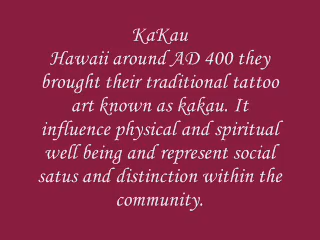 KaKau
Hawaii around AD 400 they
brought their traditional tattoo
art known as kakau. It
influence physical and spiritual
well being and represent social
satus and distinction within the
community.